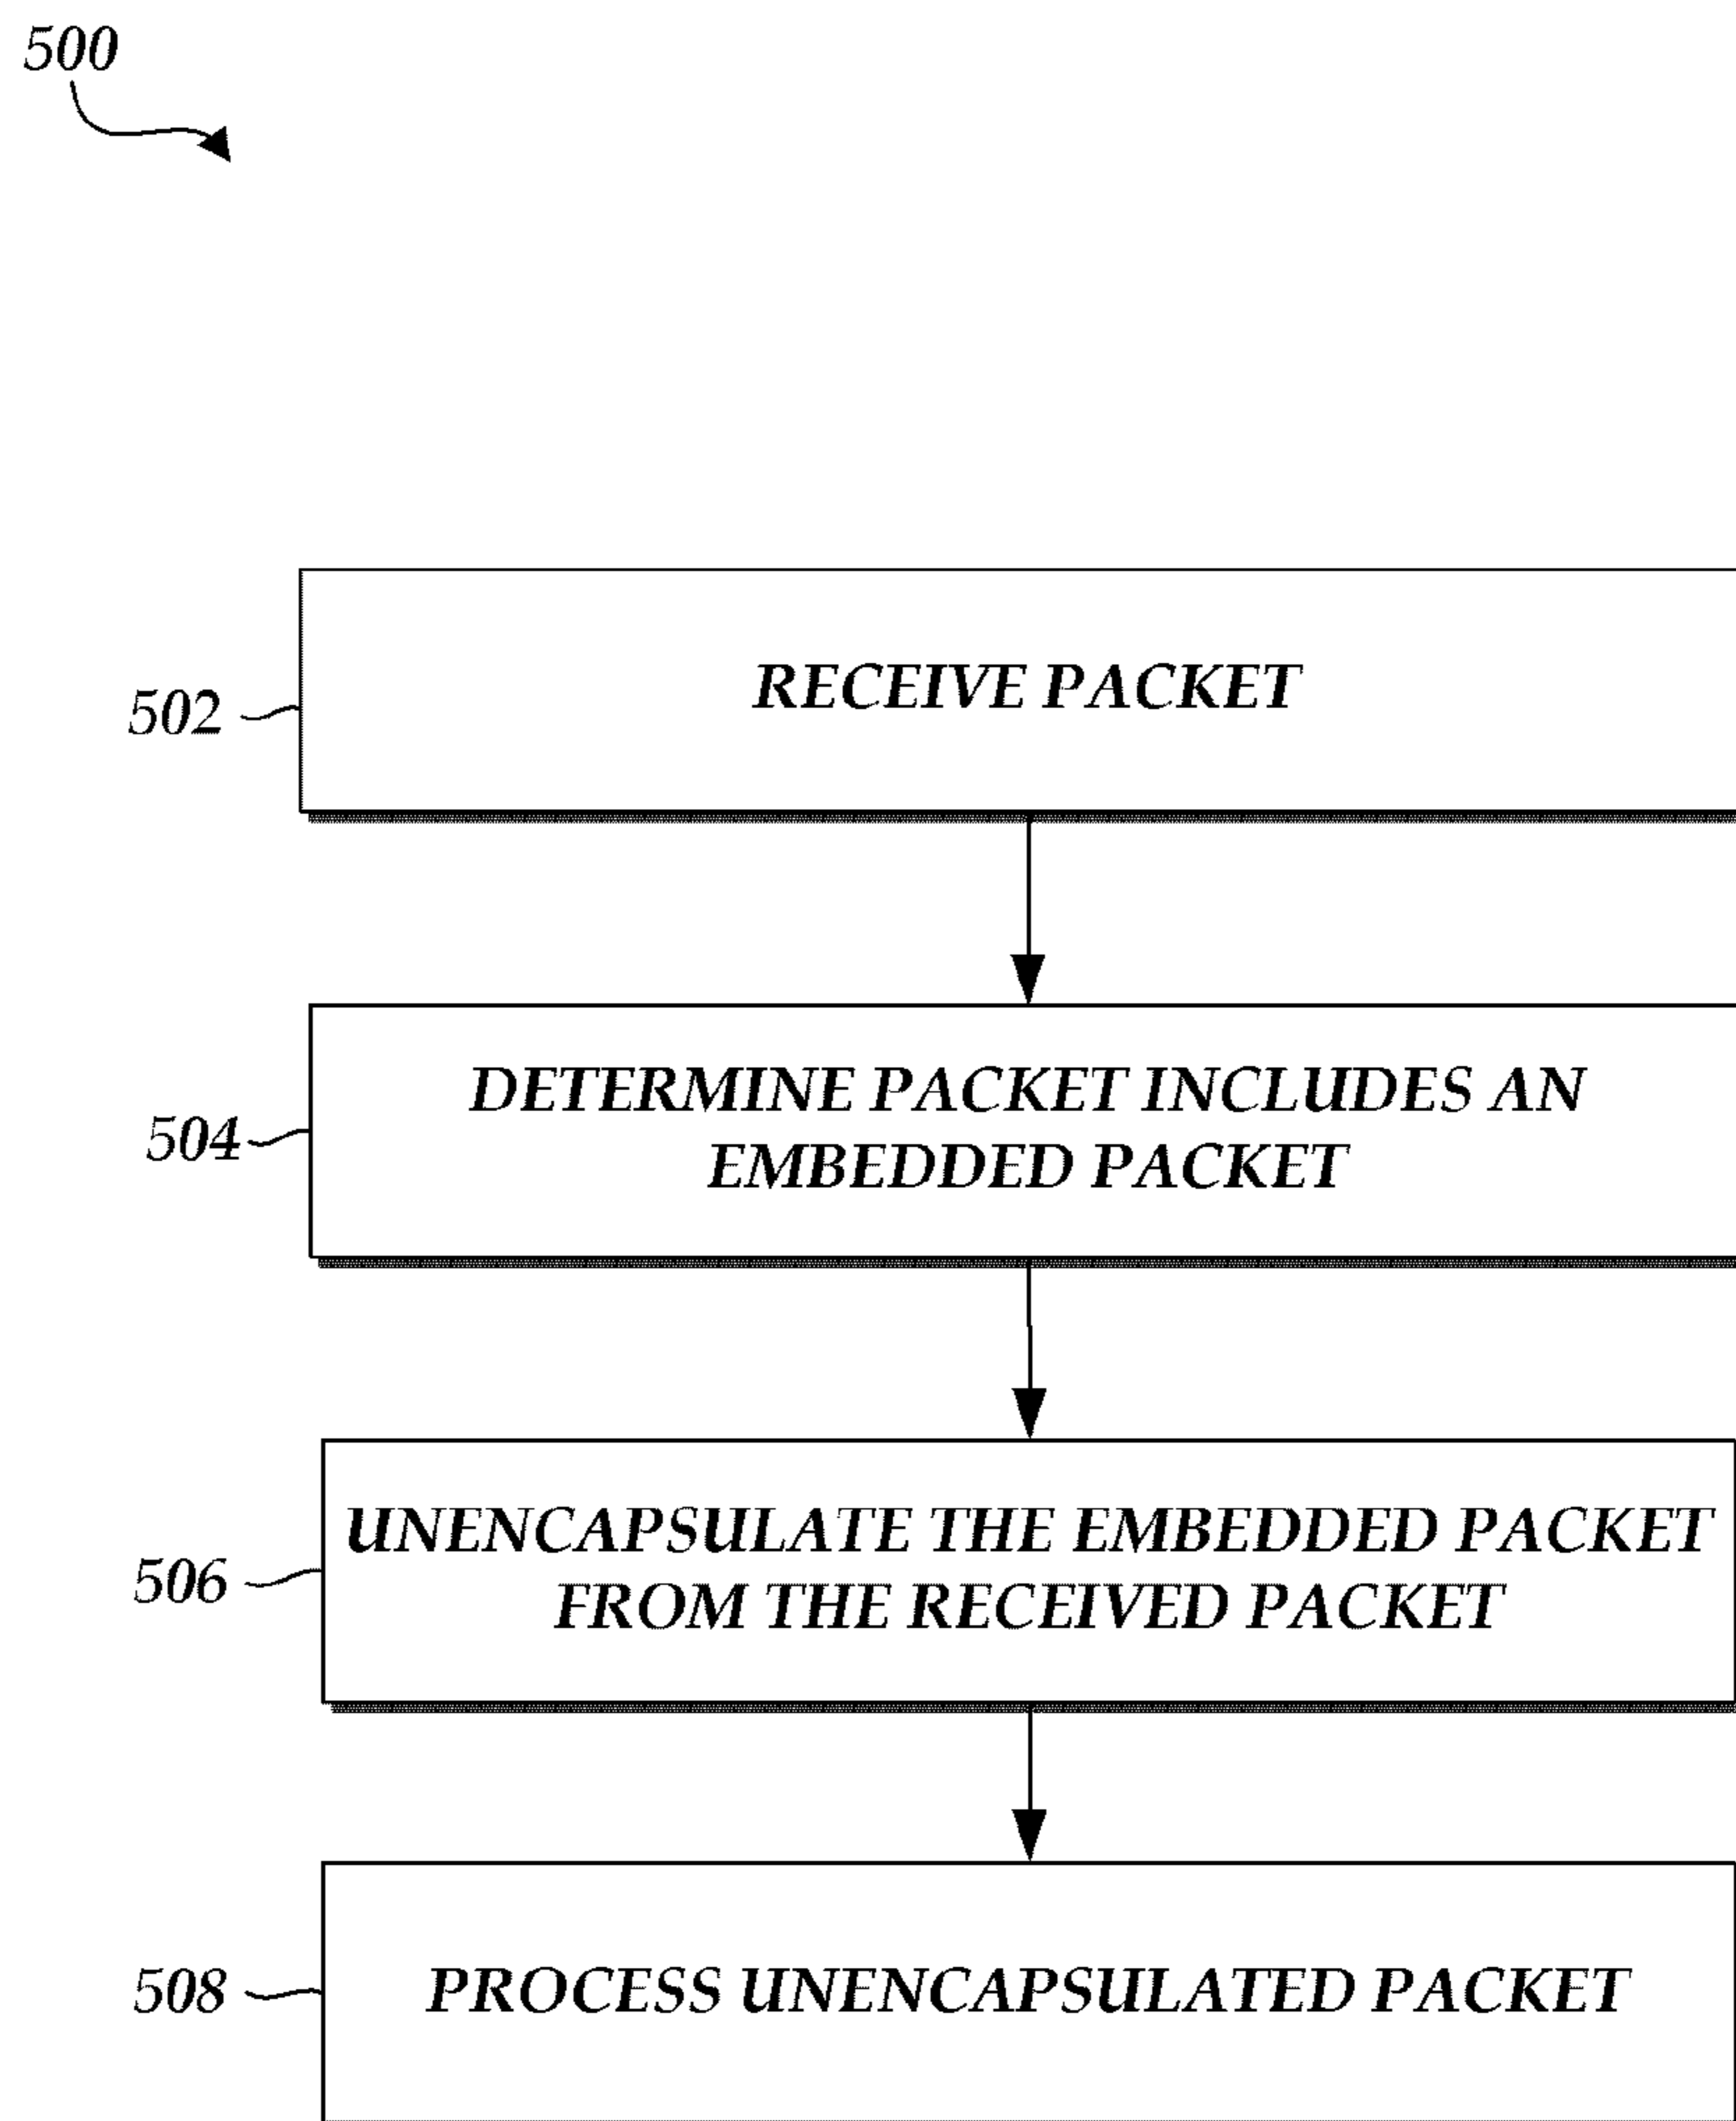 500
502
RECEIVE PACKET
504
DETERMINE PACKET INCLUDES AN
EMBEDDED PACKET
506
UNENCAPSULATE THE EMBEDDED PACKET
FROM THE RECEIVED PACKET
508
PROCESS UNENCAPSULATED PACKET